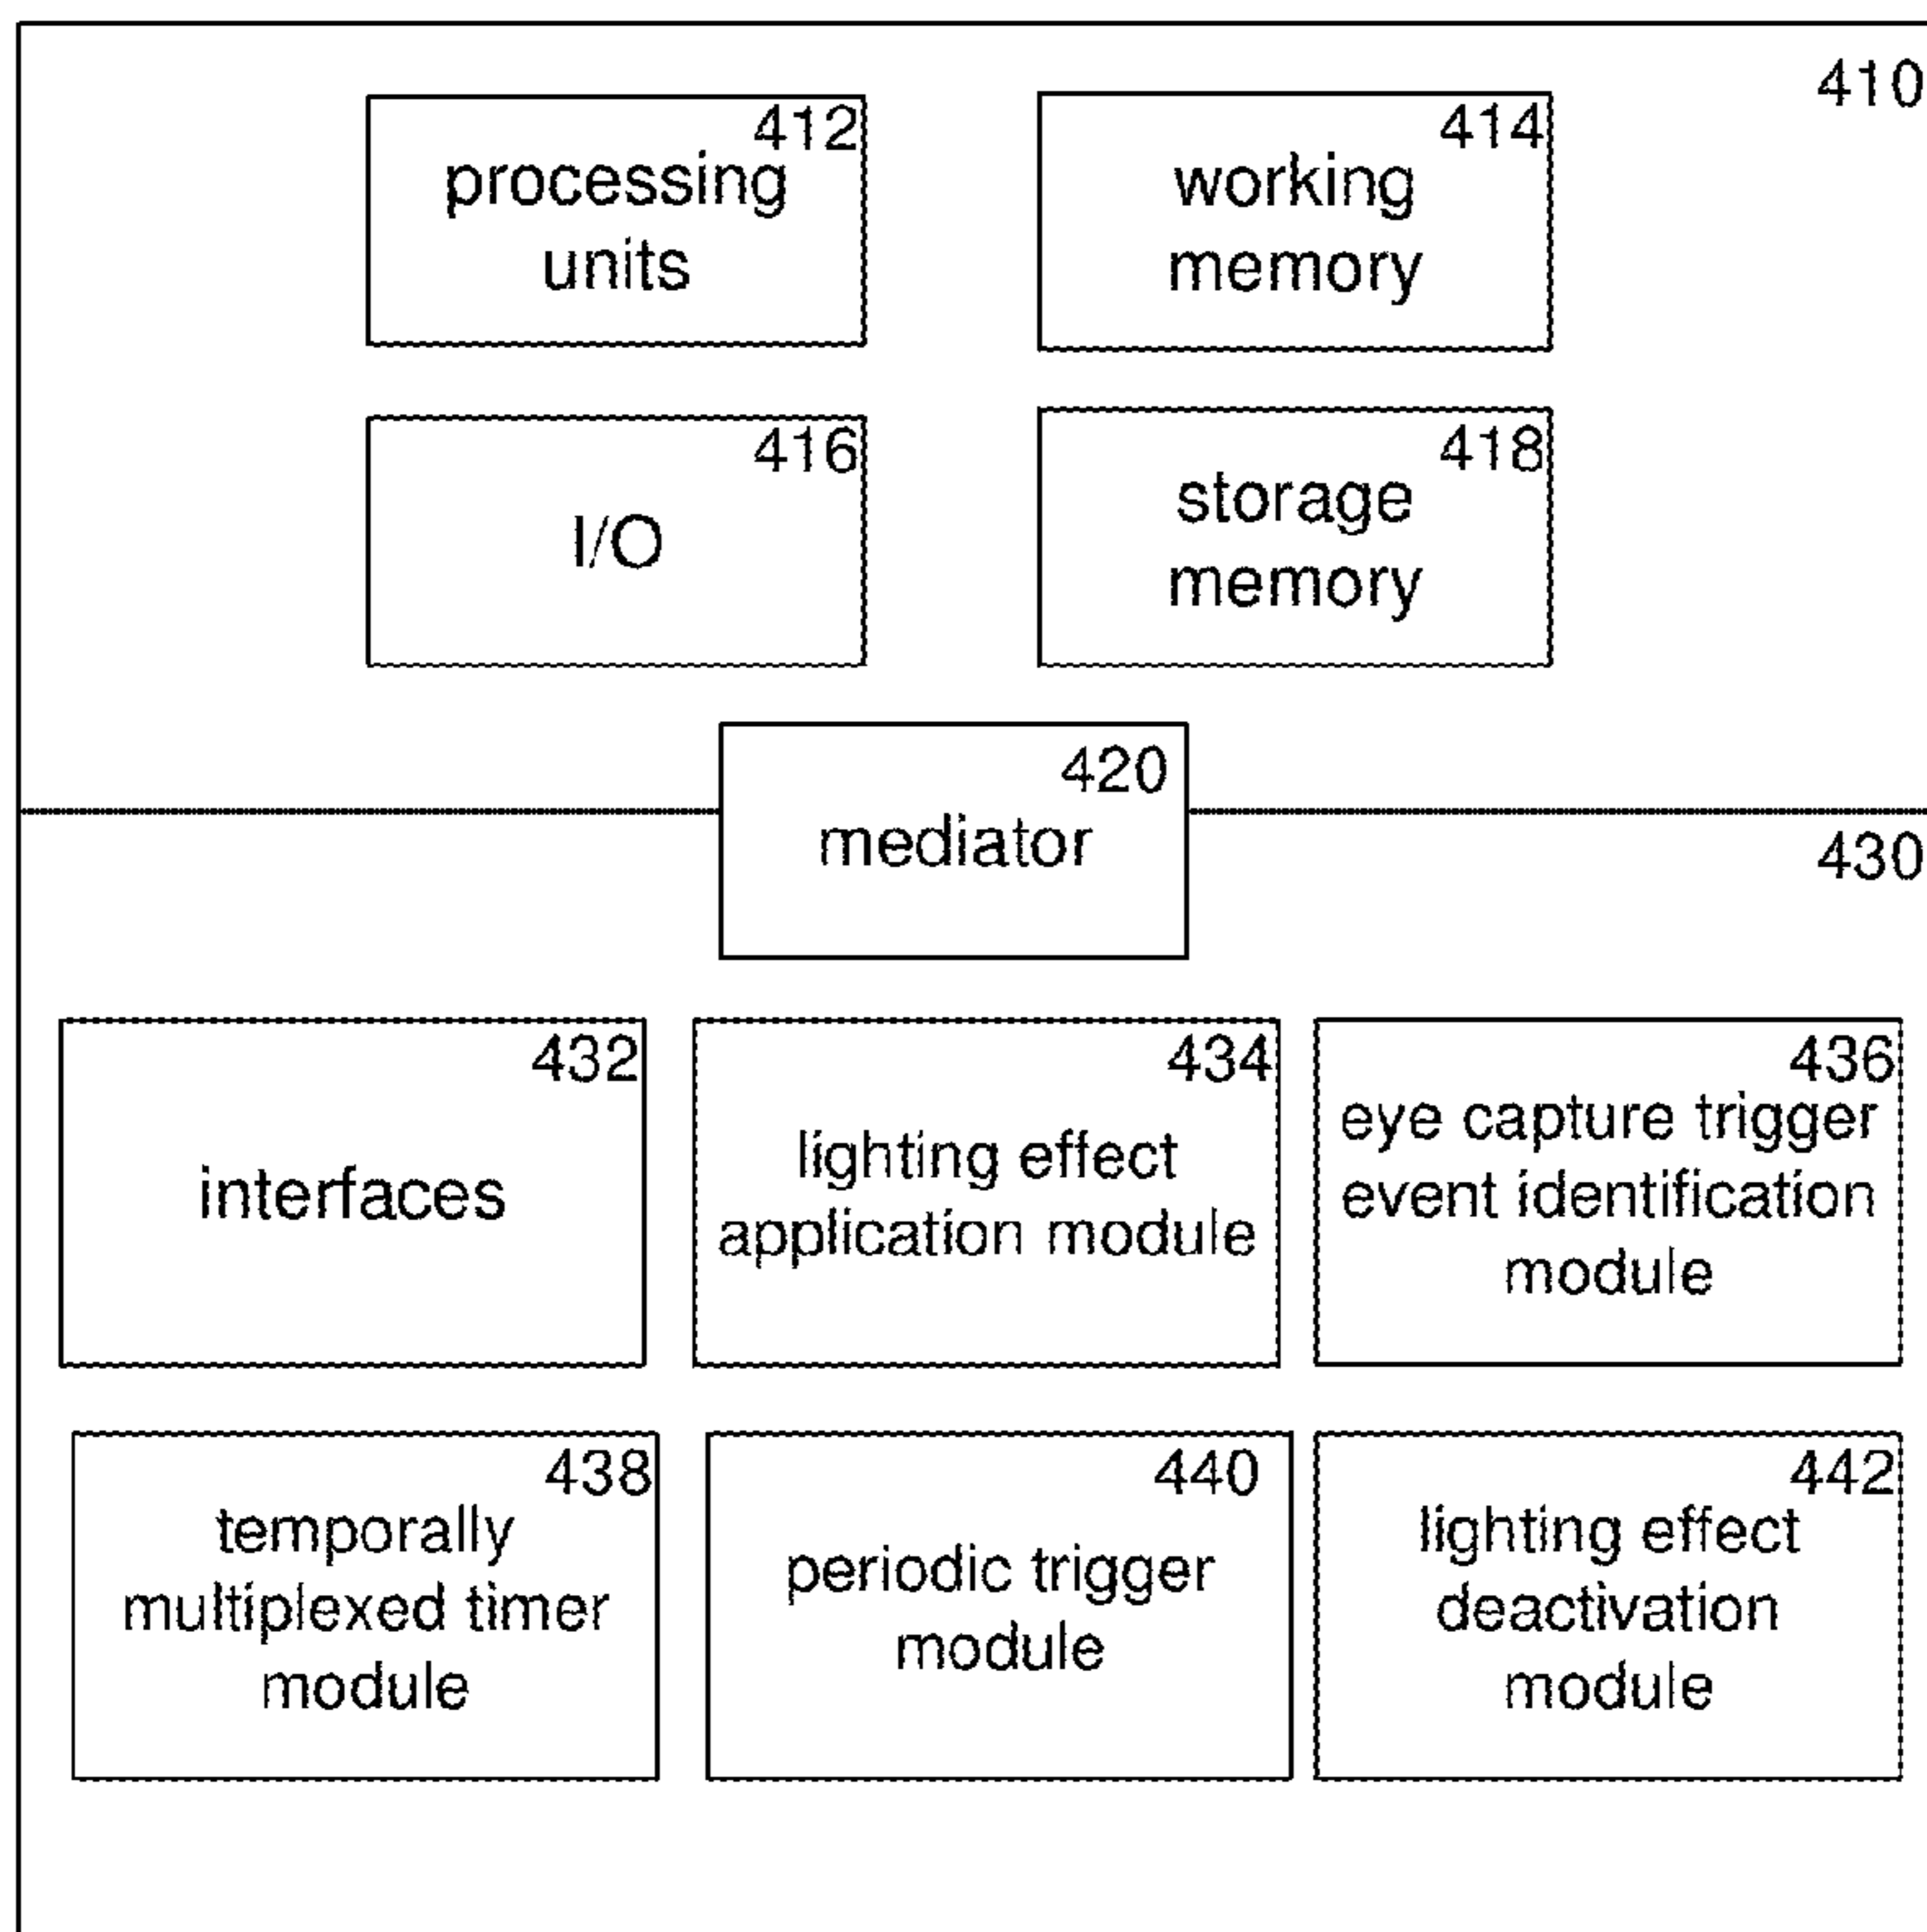 410
412
processing
units
414
working
memory
416
I/O
418
storage
memory
420
mediator
430
432
interfaces
434
lighting effect
application module
436
eye capture trigger
event identification
module
438
temporally
multiplexed timer
module
440
periodic trigger
module
442
lighting effect
deactivation
module